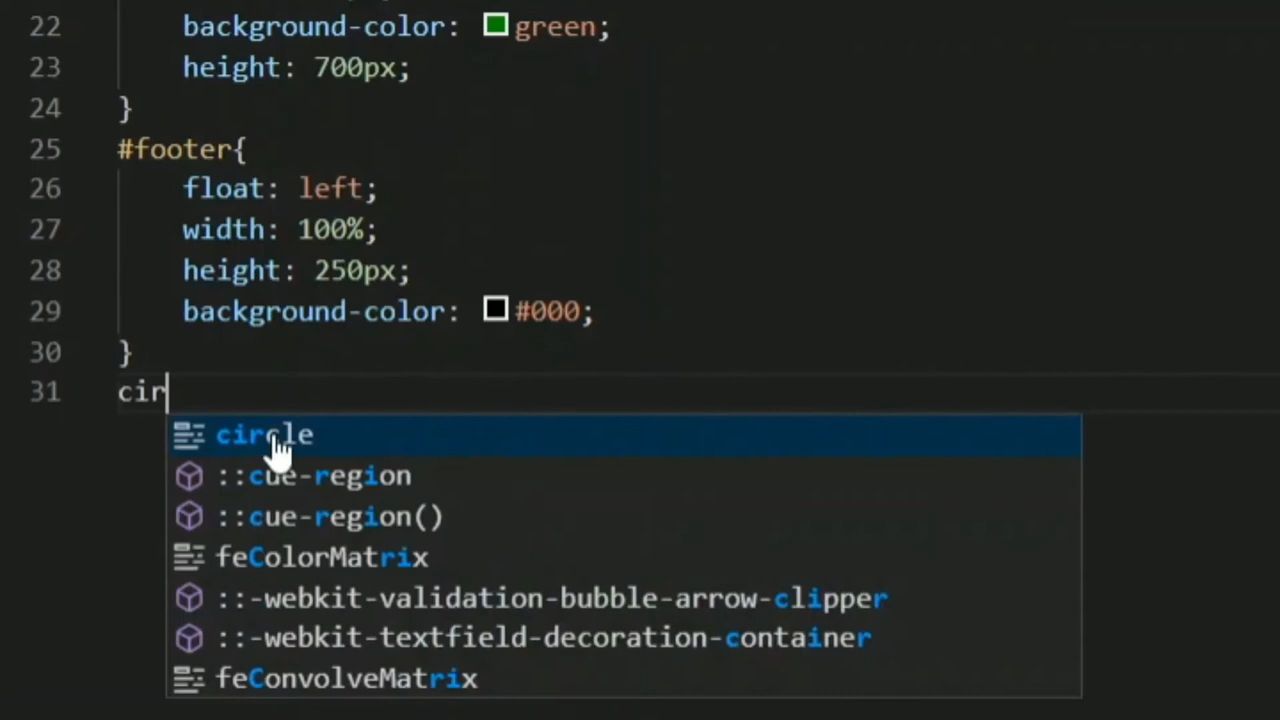 22 background-color: green;
23 height: 700px;
24 }
25 #footer{
26 float: left;
27 width: 100%;
28 height: 250px;
29 background-color: #000;
30 }
31 cir
circle
::cue-region
::cue-region()
feColorMatrix
::-webkit-validation-bubble-arrow-clipper
::-webkit-textfield-decoration-container
feConvolveMatrix